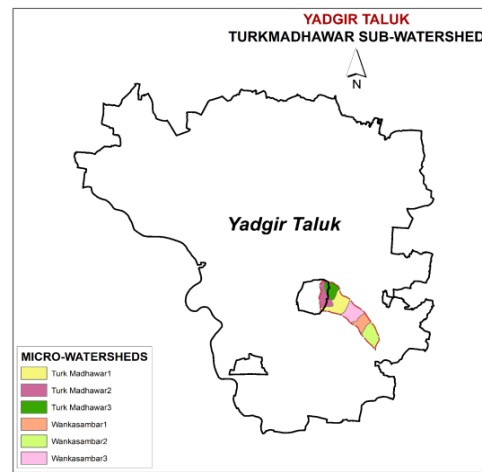 YADGIR TALUK
TURKMADHAWAR SUB-WATERSHED
N
Yadgir Taluk
MICRO-WATERSHEDS
Turk Madhawar1
Turk Madhawar2
Turk Madhawar3
Wankasambar1
Wankasambar2
Wankasambar3